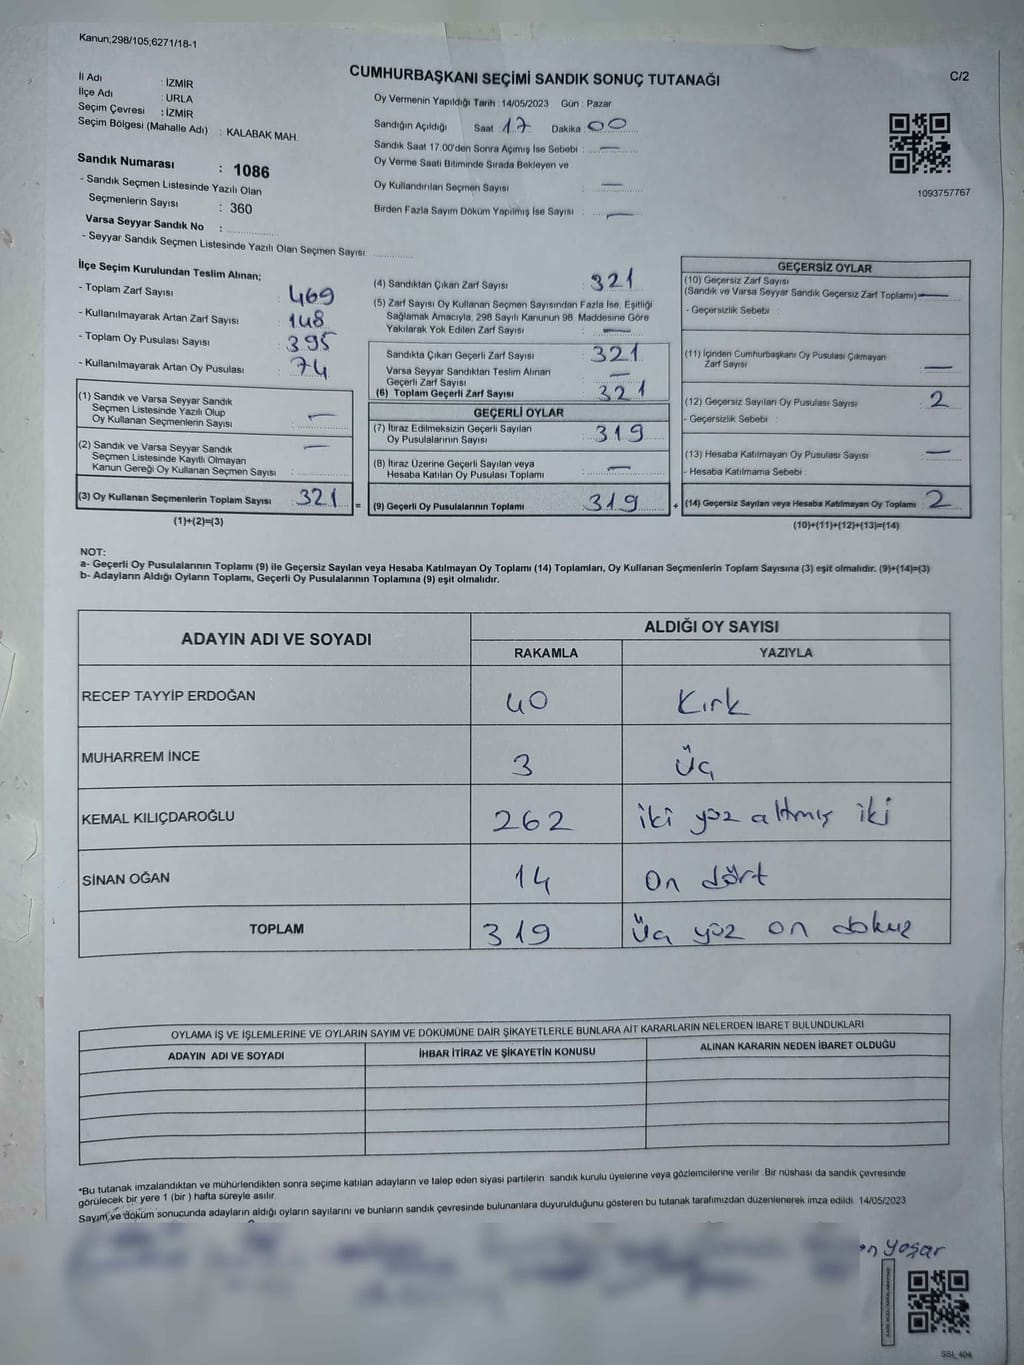 Kanun;298/105;6271/18-1
CUMHURBAŞKANI SEÇİMİ SANDIK SONUÇ TUTANAĞI
C/2
İl Adı : İZMİR
İlçe Adı : URLA
Seçim Çevresi : İZMİR
Seçim Bölgesi (Mahalle Adı) : KALABAK MAH.
Oy Vermenin Yapıldığı Tarih : 14/05/2023 Gün : Pazar
Sandığın Açıldığı Saat 17 Dakika : 00
Sandık Saat 17:00'den Sonra Açımış İse Sebebi : —
Oy Verme Saati Bitiminde Sırada Bekleyen ve
Oy Kullandırılan Seçmen Sayısı : —
Birden Fazla Sayım Döküm Yapılmış İse Sayısı : —
1093757767
Sandık Numarası : 1086
- Sandık Seçmen Listesinde Yazılı Olan
Seçmenlerin Sayısı : 360
Varsa Seyyar Sandık No :
- Seyyar Sandık Seçmen Listesinde Yazılı Olan Seçmen Sayısı:
İlçe Seçim Kurulundan Teslim Alınan;
- Toplam Zarf Sayısı : 469
- Kullanılmayarak Artan Zarf Sayısı : 148
- Toplam Oy Pusulası Sayısı : 395
- Kullanılmayarak Artan Oy Pusulası : 74
(1) Sandık ve Varsa Seyyar Sandık
Seçmen Listesinde Yazılı Olup
Oy Kullanan Seçmenlerin Sayısı : —
(2) Sandık ve Varsa Seyyar Sandık
Seçmen Listesinde Kayıtlı Olmayan
Kanun Gereği Oy Kullanan Seçmen Sayısı : —
(3) Oy Kullanan Seçmenlerin Toplam Sayısı : 321 =
(1)+(2)=(3)
(4) Sandıktan Çıkan Zarf Sayısı : 321
(5) Zarf Sayısı Oy Kullanan Seçmen Sayısından Fazla İse, Eşitliği
Sağlamak Amacıyla, 298 Sayılı Kanunun 98. Maddesine Göre
Yakılarak Yok Edilen Zarf Sayısı : —
Sandıkta Çıkan Geçerli Zarf Sayısı : 321
Varsa Seyyar Sandıktan Teslim Alınan
Geçerli Zarf Sayısı : —
(6) Toplam Geçerli Zarf Sayısı : 321
GEÇERLİ OYLAR
(7) İtiraz Edilmeksizin Geçerli Sayılan
Oy Pusulalarının Sayısı : 319
(8) İtiraz Üzerine Geçerli Sayılan veya
Hesaba Katılan Oy Pusulası Toplamı : —
(9) Geçerli Oy Pusulalarının Toplamı : 319 +
GEÇERSİZ OYLAR
(10) Geçersiz Zarf Sayısı
(Sandık ve Varsa Seyyar Sandık Geçersiz Zarf Toplamı) : —
- Geçersizlik Sebebi :
(11) İçinden Cumhurbaşkanı Oy Pusulası Çıkmayan
Zarf Sayısı : —
(12) Geçersiz Sayılan Oy Pusulası Sayısı : 2
- Geçersizlik Sebebi :
(13) Hesaba Katılmayan Oy Pusulası Sayısı : —
- Hesaba Katılmama Sebebi :
(14) Geçersiz Sayılan veya Hesaba Katılmayan Oy Toplamı : 2
(10)+(11)+(12)+(13)=(14)
NOT:
a- Geçerli Oy Pusulalarının Toplamı (9) ile Geçersiz Sayılan veya Hesaba Katılmayan Oy Toplamı (14) Toplamları, Oy Kullanan Seçmenlerin Toplam Sayısına (3) eşit olmalıdır. (9)+(14)=(3)
b- Adayların Aldığı Oyların Toplamı, Geçerli Oy Pusulalarının Toplamına (9) eşit olmalıdır.
ADAYIN ADI VE SOYADI ALDIĞI OY SAYISI
RAKAMLA YAZIYLA
RECEP TAYYİP ERDOĞAN 40 Kırk
MUHARREM İNCE 3 Üç
KEMAL KILIÇDAROĞLU 262 iki yüz altmış iki
SİNAN OĞAN 14 On dört
TOPLAM 319 Üç yüz on dokuz
OYLAMA İŞ VE İŞLEMLERİNE VE OYLARIN SAYIM VE DÖKÜMÜNE DAİR ŞİKAYETLERLE BUNLARA AİT KARARLARIN NELERDEN İBARET BULUNDUKLARI
ADAYIN ADI VE SOYADI İHBAR İTİRAZ VE ŞİKAYETİN KONUSU ALINAN KARARIN NEDEN İBARET OLDUĞU
*Bu tutanak imzalandıktan ve mühürlendikten sonra seçime katılan adayların ve talep eden siyasi partilerin sandık kurulu üyelerine veya gözlemcilerine verilir .Bir nüshası da sandık çevresinde
görülecek bir yere 1 (bir ) hafta süreyle asılır.
Sayım ve döküm sonucunda adayların aldığı oyların sayılarını ve bunların sandık çevresinde bulunanlara duyurulduğunu gösteren bu tutanak tarafımızdan düzenlenerek imza edildi. 14/05/2023
Yaşar
SSI_404